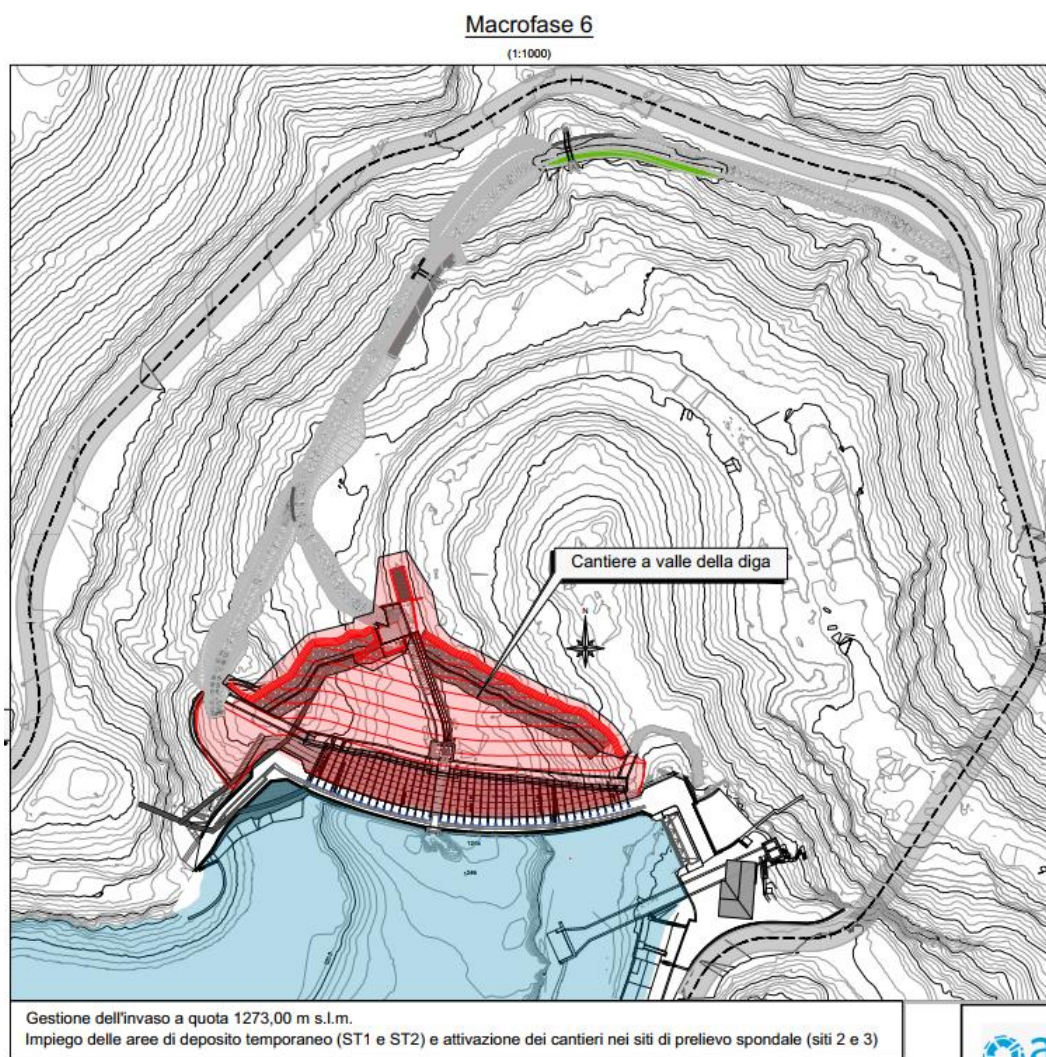 Macrofase 6
(1:1000)
Cantiere a valle della diga
N
Gestione dell'invaso a quota 1273,00 m s.l.m.
Impiego delle aree di deposito temporaneo (ST1 e ST2) e attivazione dei cantieri nei siti di prelievo spondale (siti 2 e 3)